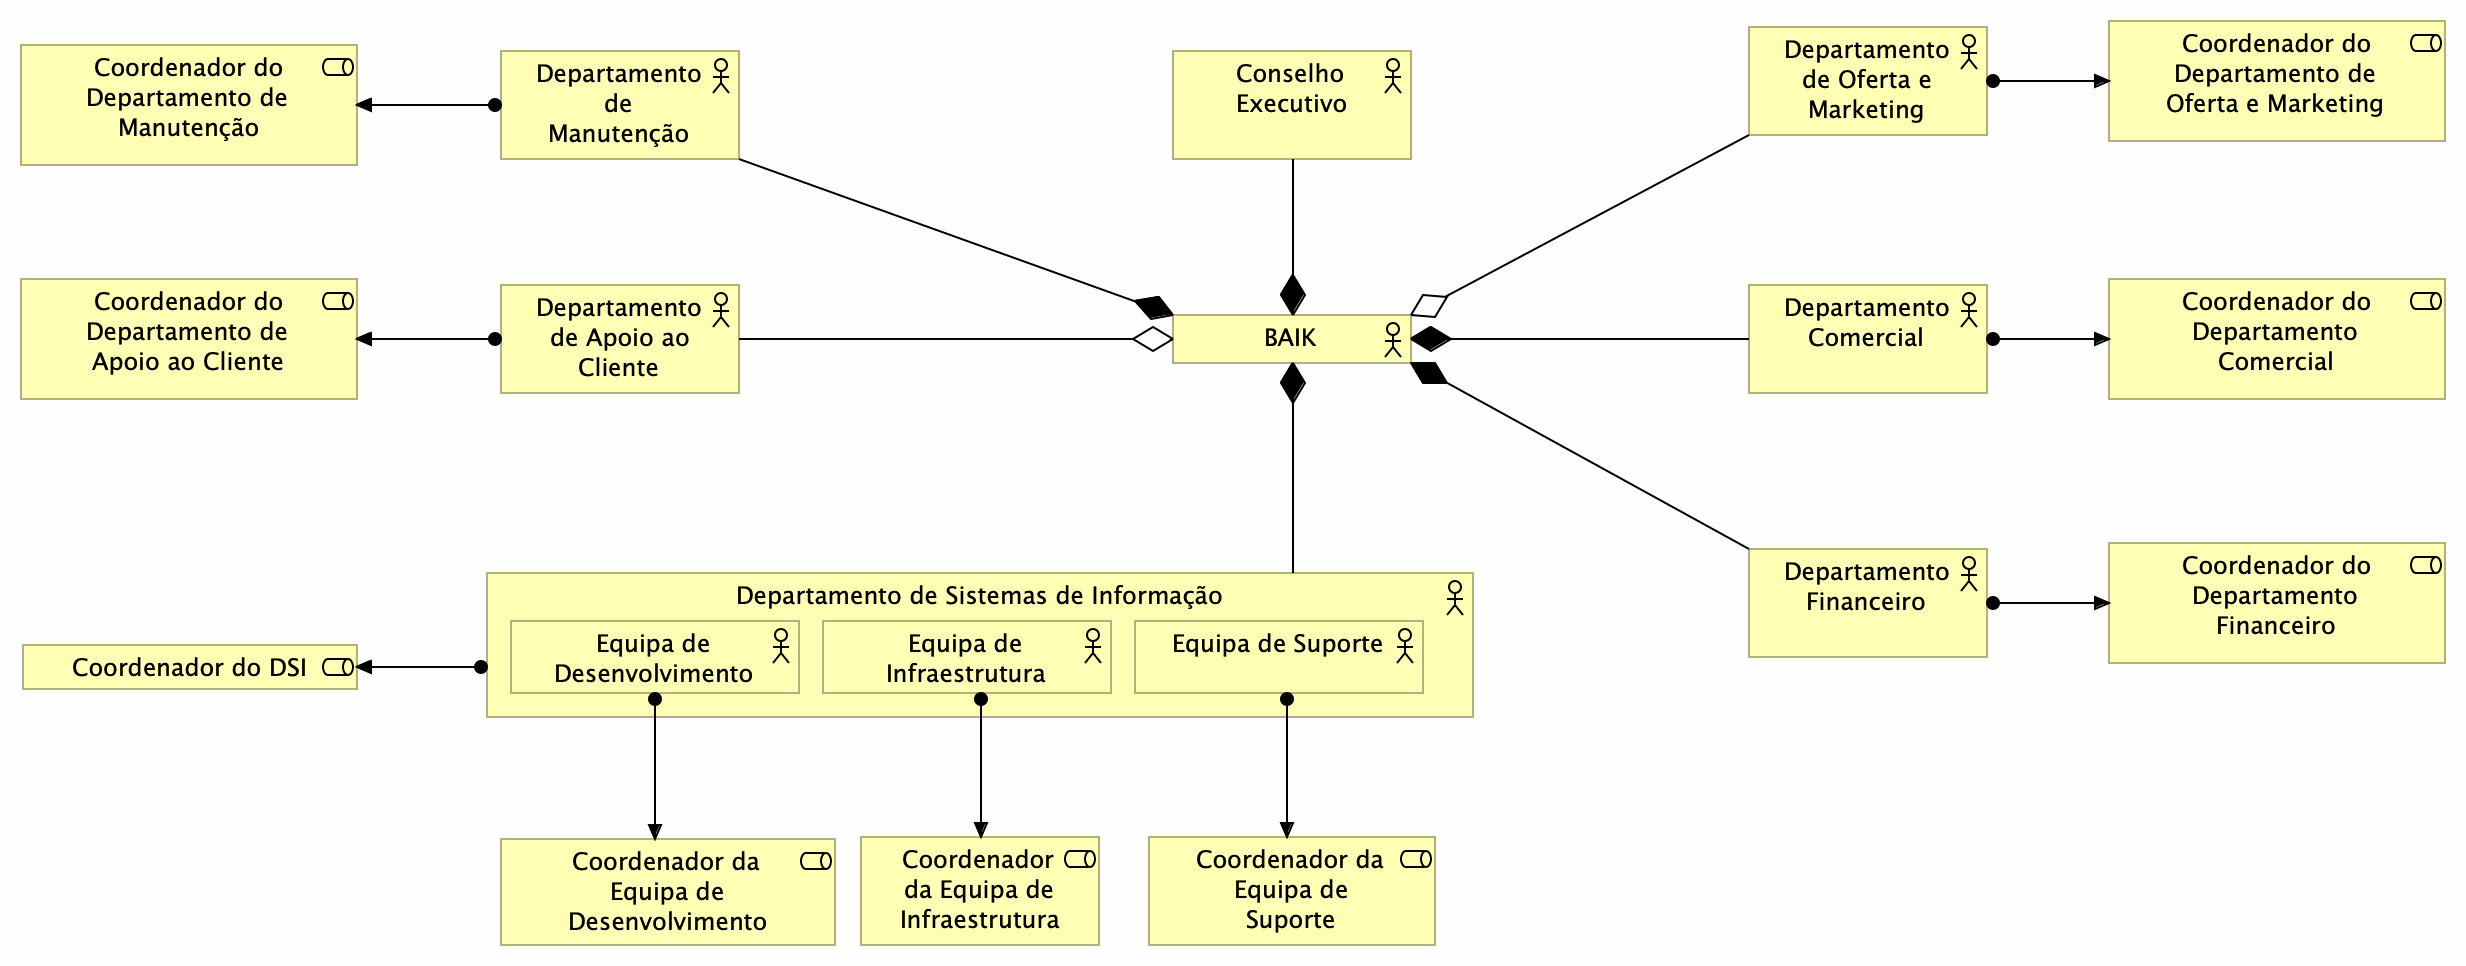 Coordenador do
Departamento de
Manutenção
Departamento
de
Manutenção
Conselho
Executivo
Departamento
de Oferta e
Marketing
Coordenador do
Departamento de
Oferta e Marketing
Coordenador do
Departamento de
Apoio ao Cliente
Departamento
de Apoio ao
Cliente
BAIK
Departamento
Comercial
Coordenador do
Departamento
Comercial
Departamento
Financeiro
Coordenador do
Departamento
Financeiro
Departamento de Sistemas de Informação
Coordenador do DSI
Equipa de
Desenvolvimento
Equipa de
Infraestrutura
Equipa de Suporte
Coordenador da
Equipa de
Desenvolvimento
Coordenador
da Equipa de
Infraestrutura
Coordenador da
Equipa de
Suporte